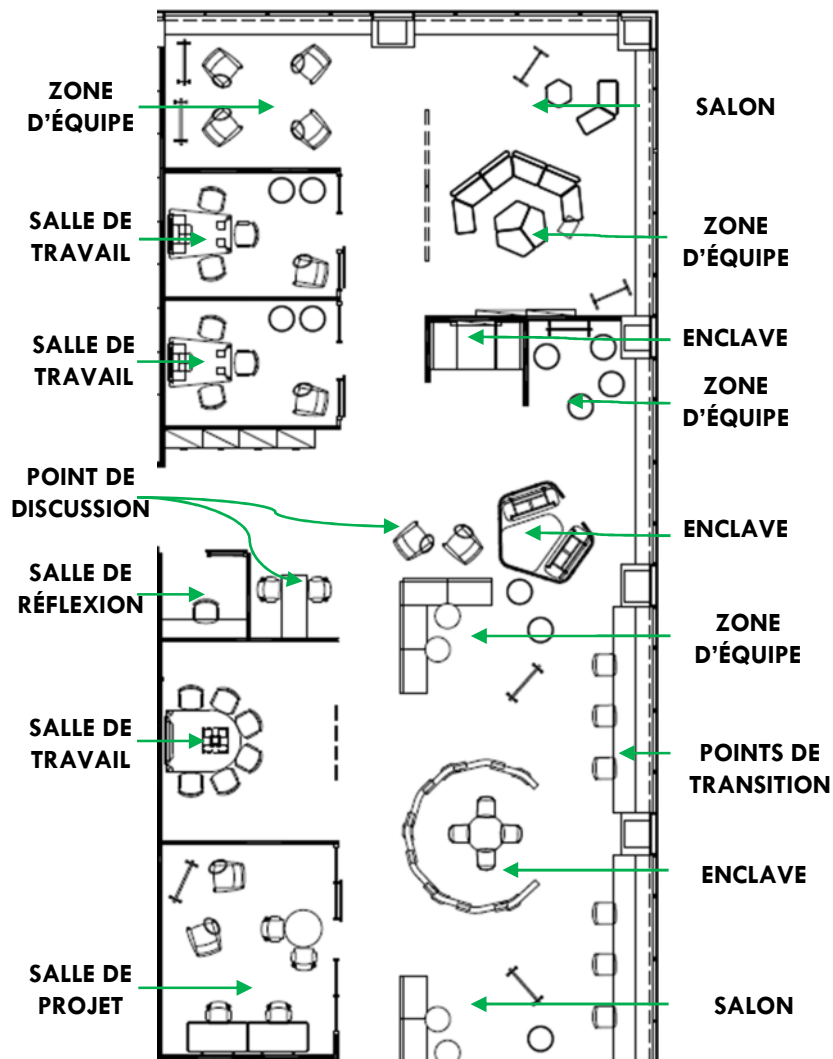 ZONE
D'ÉQUIPE
SALLE DE
TRAVAIL
SALLE DE
TRAVAIL
POINT DE
DISCUSSION
SALLE DE
RÉFLEXION
SALLE DE
TRAVAIL
SALLE DE
PROJET
SALON
ZONE
D'ÉQUIPE
ENCLAVE
ZONE
D'ÉQUIPE
ENCLAVE
ZONE
D'ÉQUIPE
POINTS DE
TRANSITION
ENCLAVE
SALON